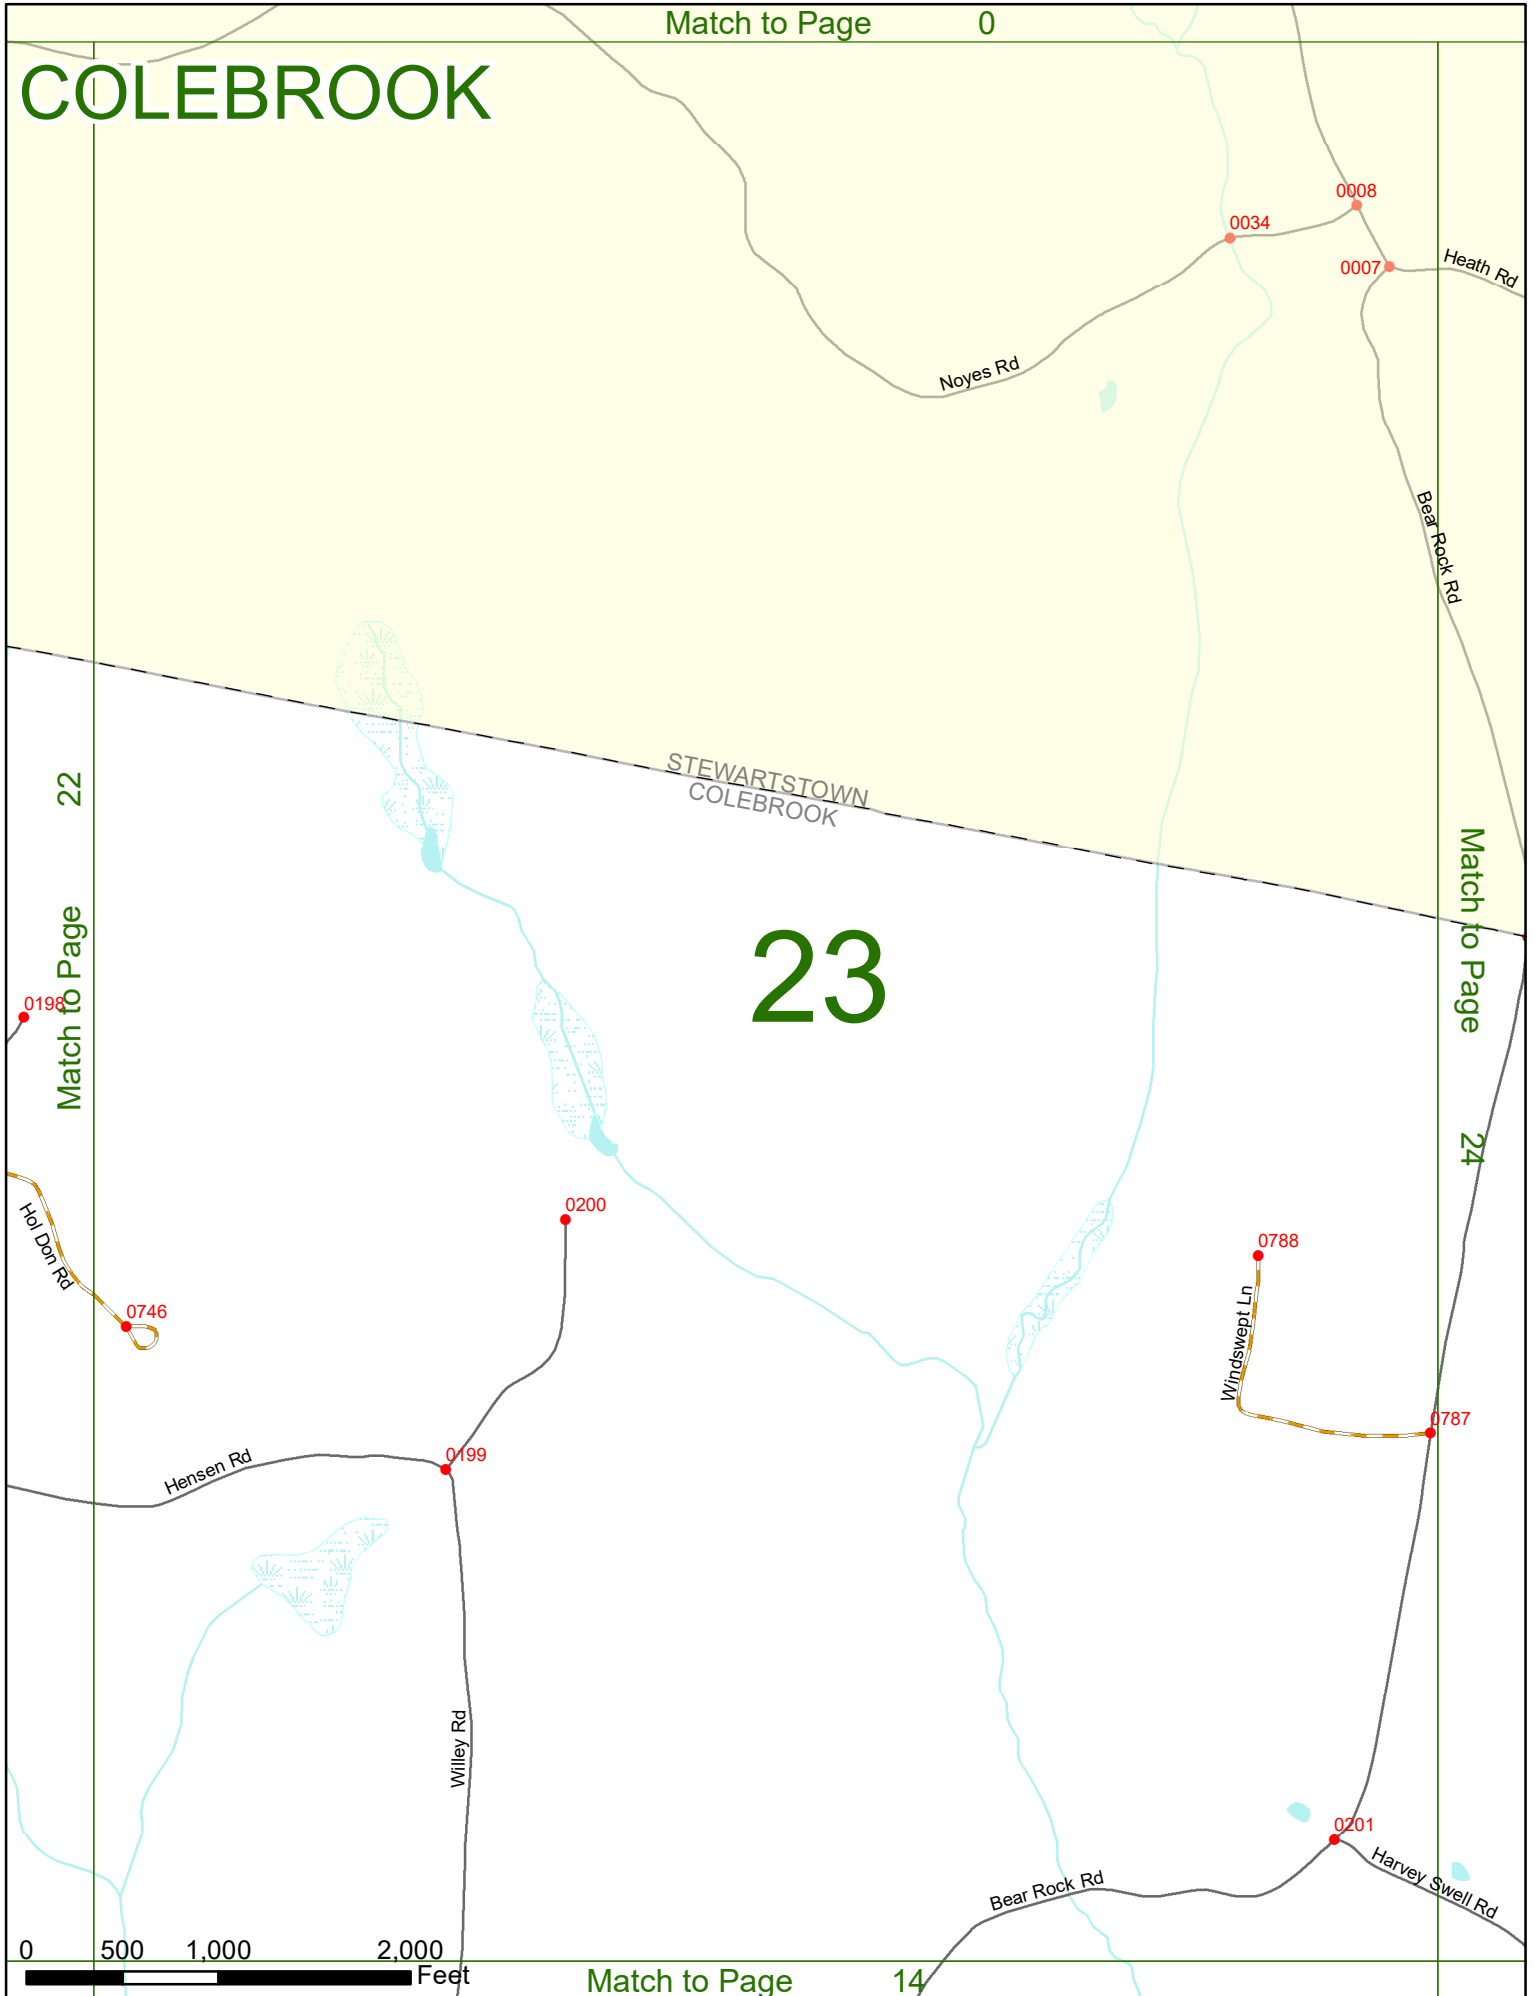 Match to Page 0
COLEBROOK
0008
0034
0007
Heath Rd
Noyes Rd
Bear Rock Rd
STEWARTSTOWN
COLEBROOK
Match to Page 22
Match to Page 24
23
0198
Hol Don Rd
0200
0788
0746
Windswept Ln
0787
0199
Hensen Rd
Willey Rd
0201
Harvey Swell Rd
Bear Rock Rd
0 500 1,000 2,000
Feet
Match to Page 14